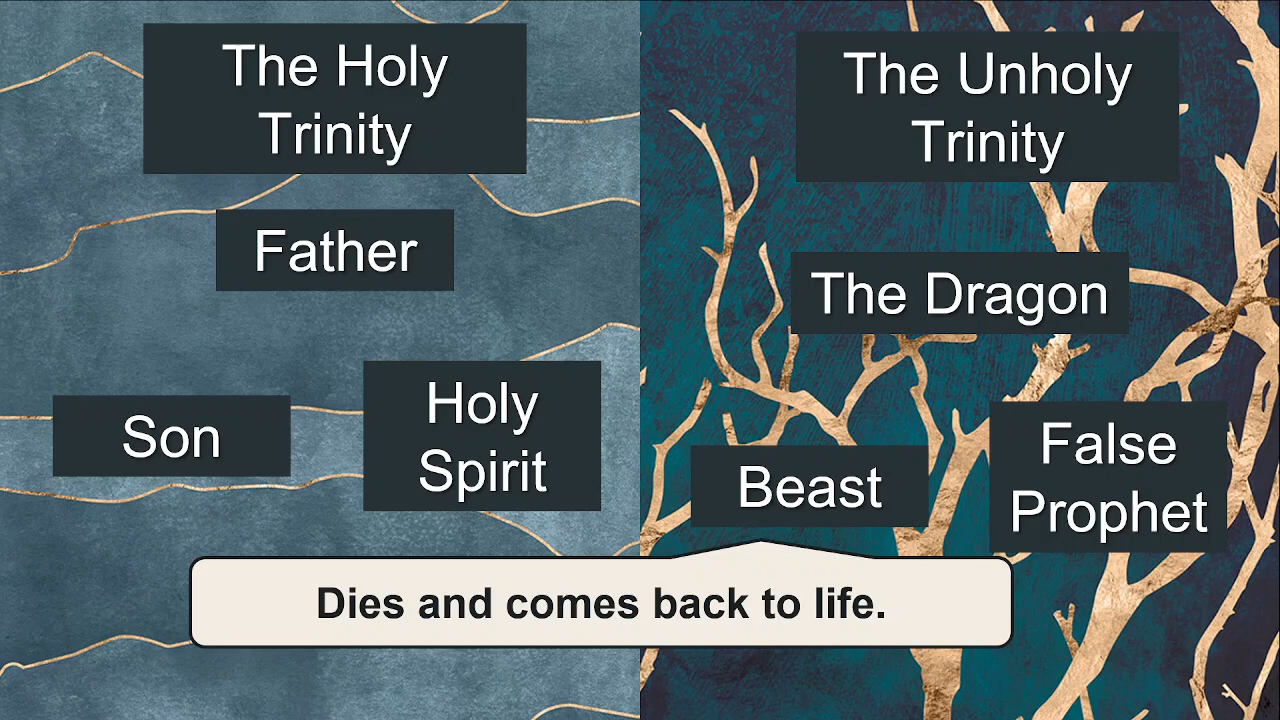 The Holy
Trinity
Father
Son
Holy
Spirit
The Unholy
Trinity
The Dragon
Beast
False
Prophet
Dies and comes back to life.